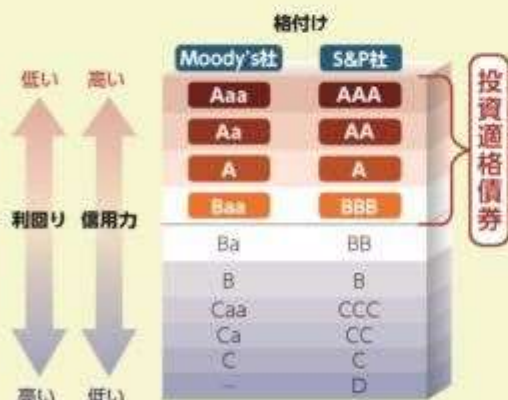 格付け
Moody's社 S&P社
低い 高い
Aaa AAA
Aa AA
A A
Baa BBB
利回り 信用力
Ba BB
B B
Caa CCC
Ca CC
C C
– D
高い 低い
投資適格債券